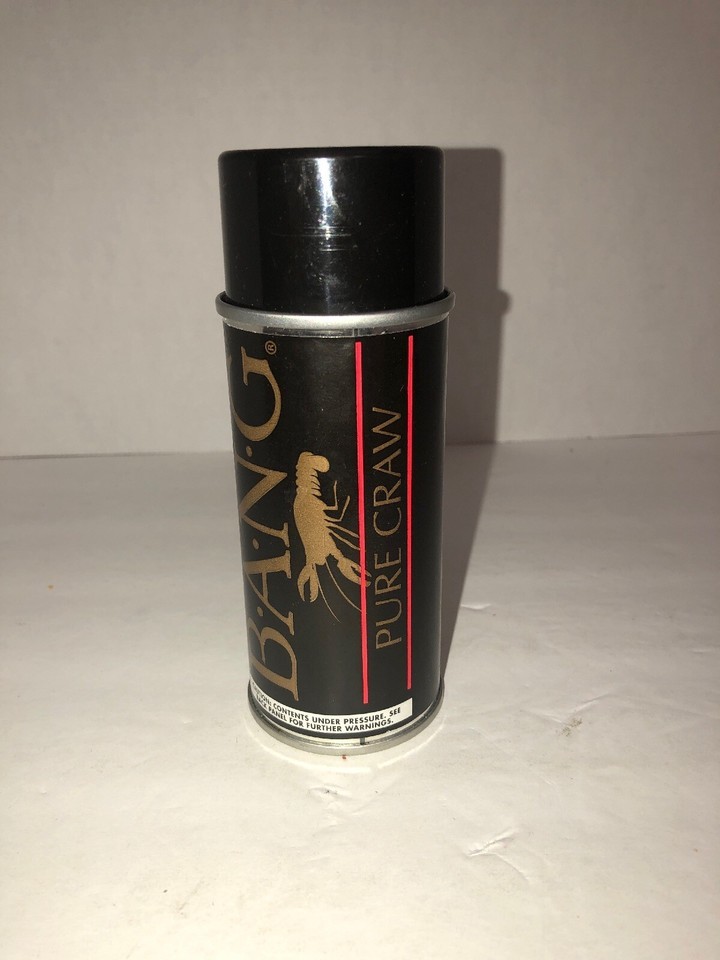 B·A·N·G®
PURE CRAW
CONTENTS UNDER PRESSURE. SEE
PANEL FOR FURTHER WARNINGS.